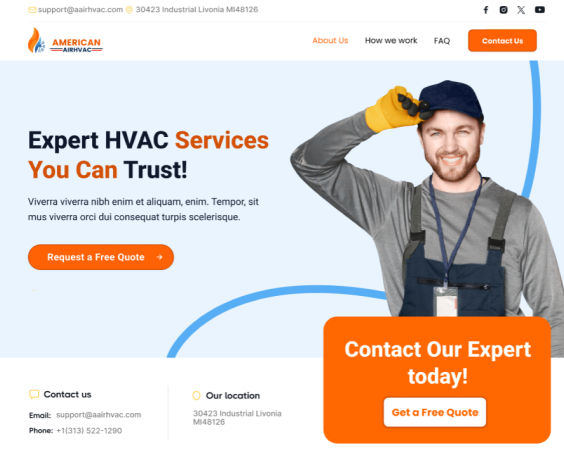 support@aairhvac.com 30423 Industrial Livonia MI48126
AMERICAN
AIRHVAC
About Us How we work FAQ Contact Us
Expert HVAC Services
You Can Trust!
Viverra viverra nibh enim et aliquam, enim. Tempor, sit
mus viverra orci dui consequat turpis scelerisque.
Request a Free Quote →
Contact Our Expert
today!
Get a Free Quote
Contact us
Email: support@aairhvac.com
Phone: +1(313) 522-1290
Our location
30423 Industrial Livonia
MI48126